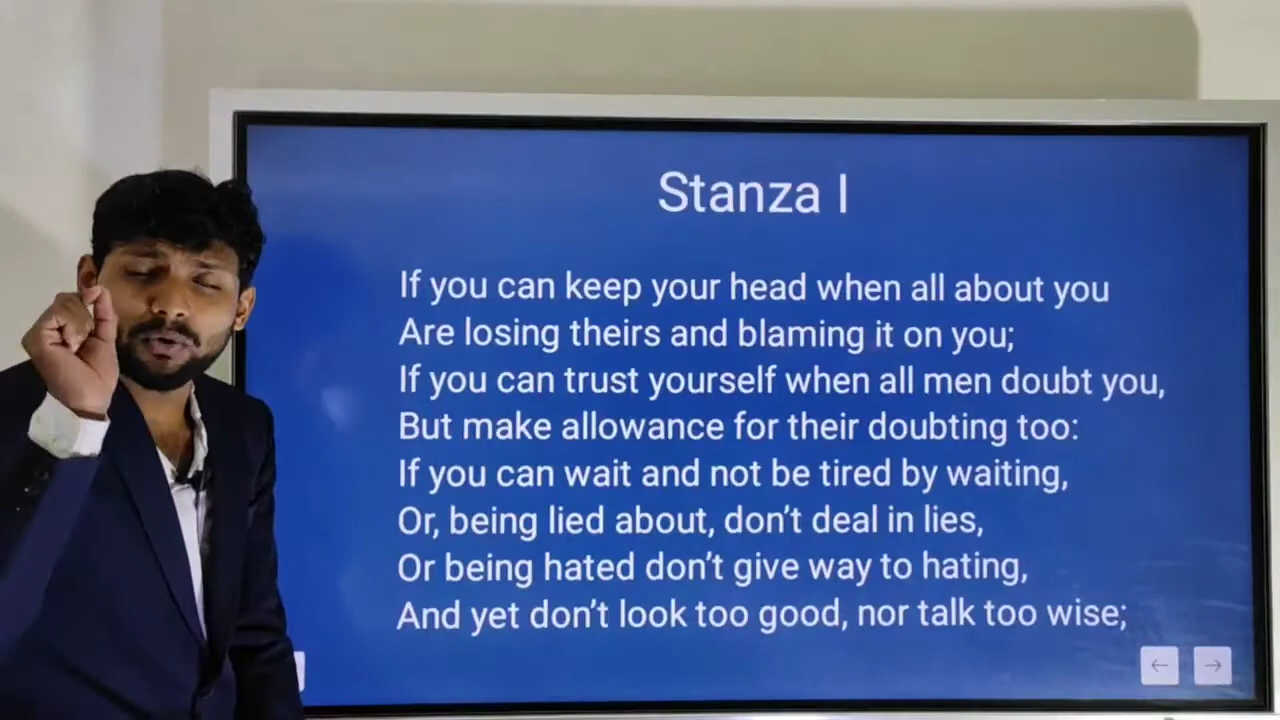 Stanza I
If you can keep your head when all about you
Are losing theirs and blaming it on you;
If you can trust yourself when all men doubt you,
But make allowance for their doubting too:
If you can wait and not be tired by waiting,
Or, being lied about, don’t deal in lies,
Or being hated don’t give way to hating,
And yet don’t look too good, nor talk too wise;